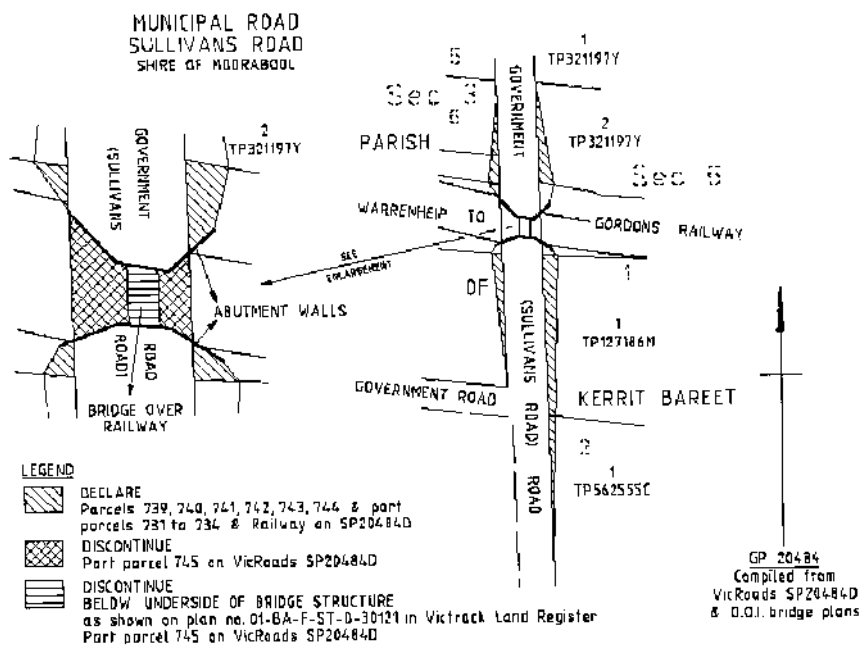 MUNICIPAL ROAD
SULLIVANS ROAD
SHIRE OF MOORABOOL
2
TP321197Y
GOVERNMENT
(SULLIVANS
ABUTMENT WALLS
ROAD)
ROAD
BRIDGE OVER
RAILWAY
SEE
ENLARGEMENT
5
1
TP321197Y
GOVERNMENT
Sec 3
6
2
TP321197Y
PARISH
Sec 6
WARRENHEIP TO
GORDONS RAILWAY
1
OF
(SULLIVANS ROAD)
ROAD
1
TP127186M
GOVERNMENT ROAD
KERRIT BAREET
2
1
TP562555C
LEGEND
DECLARE
Parcels 739, 740, 741, 742, 743, 744 & part
parcels 731 to 734 & Railway on SP20484D
DISCONTINUE
Part parcel 745 on VicRoads SP20484D
DISCONTINUE
BELOW UNDERSIDE OF BRIDGE STRUCTURE
as shown on plan no. 01-BA-F-ST-D-30121 in Victrack Land Register
Part parcel 745 on VicRoads SP20484D
GP 20484
Compiled from
VicRoads SP20484D
& D.O.I. bridge plans